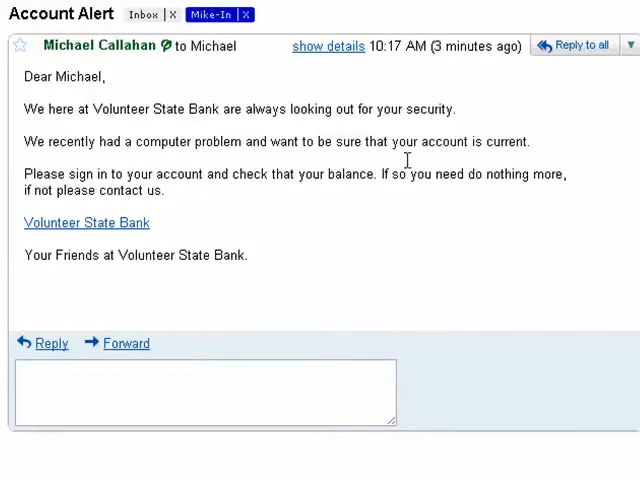 Account Alert Inbox | X Mike-In | X
Michael Callahan to Michael show details 10:17 AM (3 minutes ago) Reply to all
Dear Michael,
We here at Volunteer State Bank are always looking out for your security.
We recently had a computer problem and want to be sure that your account is current.
Please sign in to your account and check that your balance. If so you need do nothing more,
if not please contact us.
Volunteer State Bank
Your Friends at Volunteer State Bank.
Reply Forward